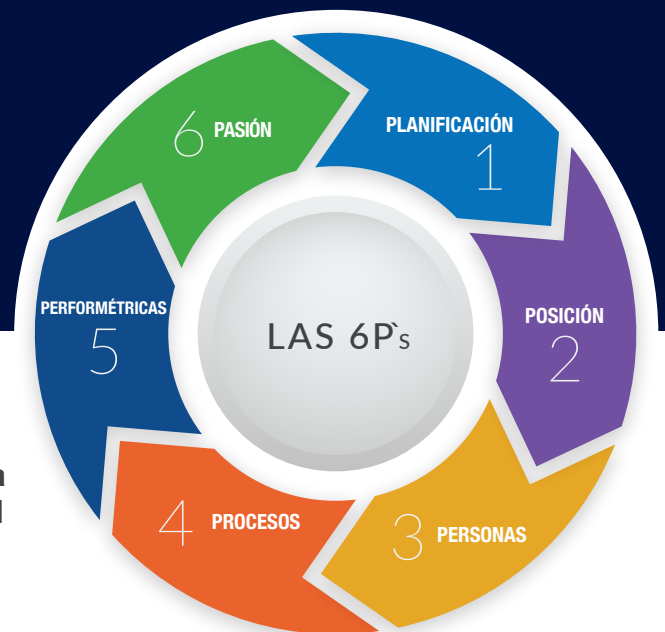 PLANIFICACIÓN
1
POSICIÓN
2
3 PERSONAS
4 PROCESOS
PERFORMÉTRICAS
5
6 PASIÓN
LAS 6P`s